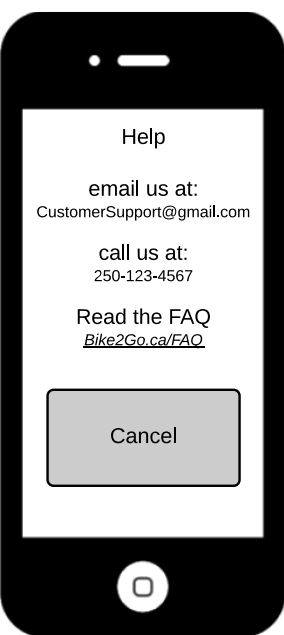 Help
email us at:
CustomerSupport@gmail.com
call us at:
250-123-4567
Read the FAQ
Bike2Go.ca/FAQ
Cancel